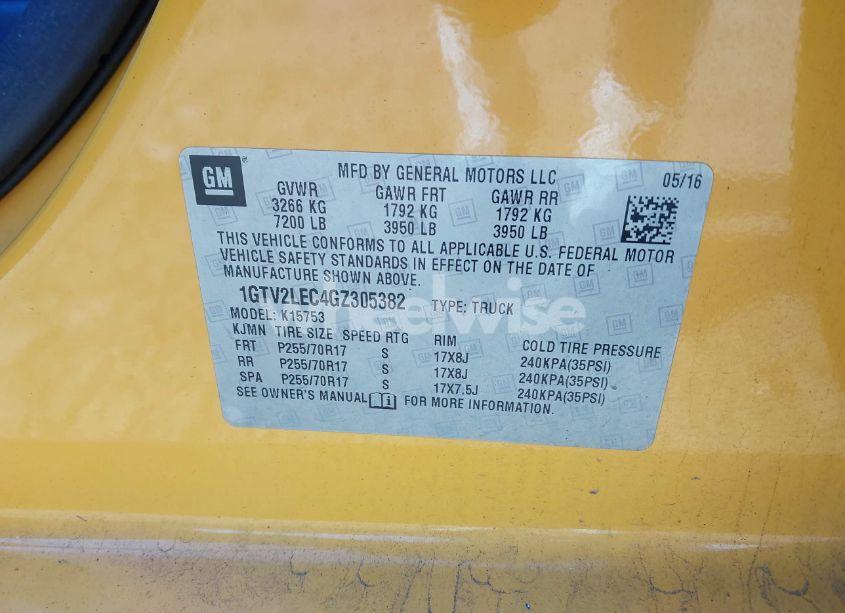 GM
MFD BY GENERAL MOTORS LLC 05/16
GVWR GAWR FRT GAWR RR
3266 KG 1792 KG 1792 KG
7200 LB 3950 LB 3950 LB
THIS VEHICLE CONFORMS TO ALL APPLICABLE U.S. FEDERAL MOTOR
VEHICLE SAFETY STANDARDS IN EFFECT ON THE DATE OF
MANUFACTURE SHOWN ABOVE.
1GTV2LEC4GZ305382 TYPE: TRUCK
MODEL: K15753
KJMN TIRE SIZE SPEED RTG RIM COLD TIRE PRESSURE
FRT P255/70R17 S 17X8J 240KPA(35PSI)
RR P255/70R17 S 17X8J 240KPA(35PSI)
SPA P255/70R17 S 17X7.5J 240KPA(35PSI)
SEE OWNER'S MANUAL FOR MORE INFORMATION.